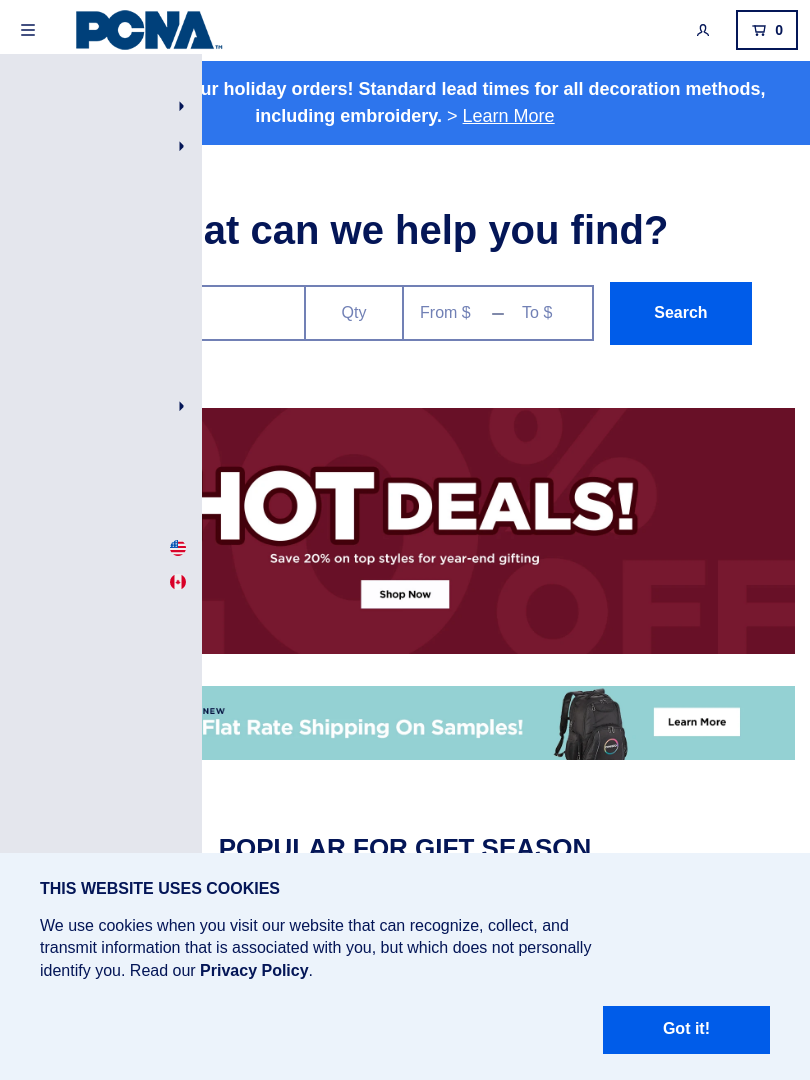 PCNA™
0
ur holiday orders! Standard lead times for all decoration methods,
including embroidery. > Learn More
at can we help you find?
Qty
From $ – To $
Search
HOT DEALS!
Save 20% on top styles for year-end gifting
Shop Now
% OFF
NEW
Flat Rate Shipping On Samples!
Learn More
POPULAR FOR GIFT SEASON
THIS WEBSITE USES COOKIES
We use cookies when you visit our website that can recognize, collect, and
transmit information that is associated with you, but which does not personally
identify you. Read our Privacy Policy.
Got it!